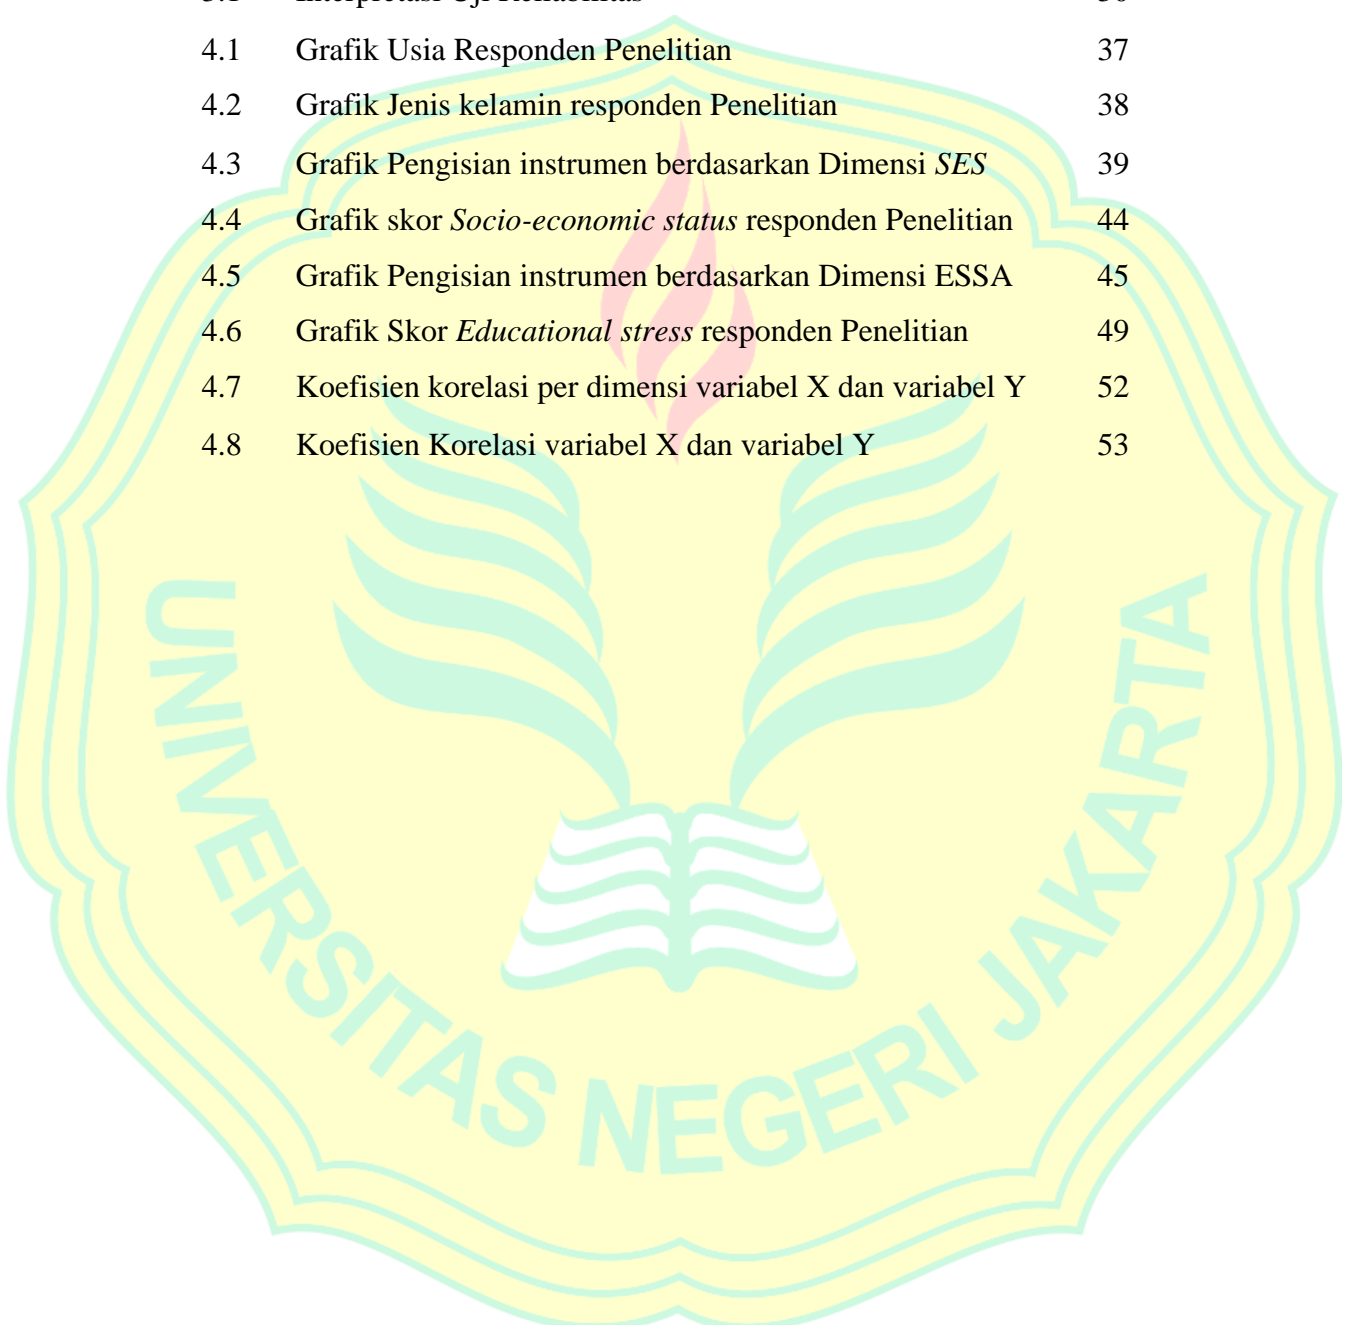 4.1 Grafik Usia Responden Penelitian 37
4.2 Grafik Jenis kelamin responden Penelitian 38
4.3 Grafik Pengisian instrumen berdasarkan Dimensi SES 39
4.4 Grafik skor Socio-economic status responden Penelitian 44
4.5 Grafik Pengisian instrumen berdasarkan Dimensi ESSA 45
4.6 Grafik Skor Educational stress responden Penelitian 49
4.7 Koefisien korelasi per dimensi variabel X dan variabel Y 52
4.8 Koefisien Korelasi variabel X dan variabel Y 53
UNIVERSITAS NEGERI JAKARTA